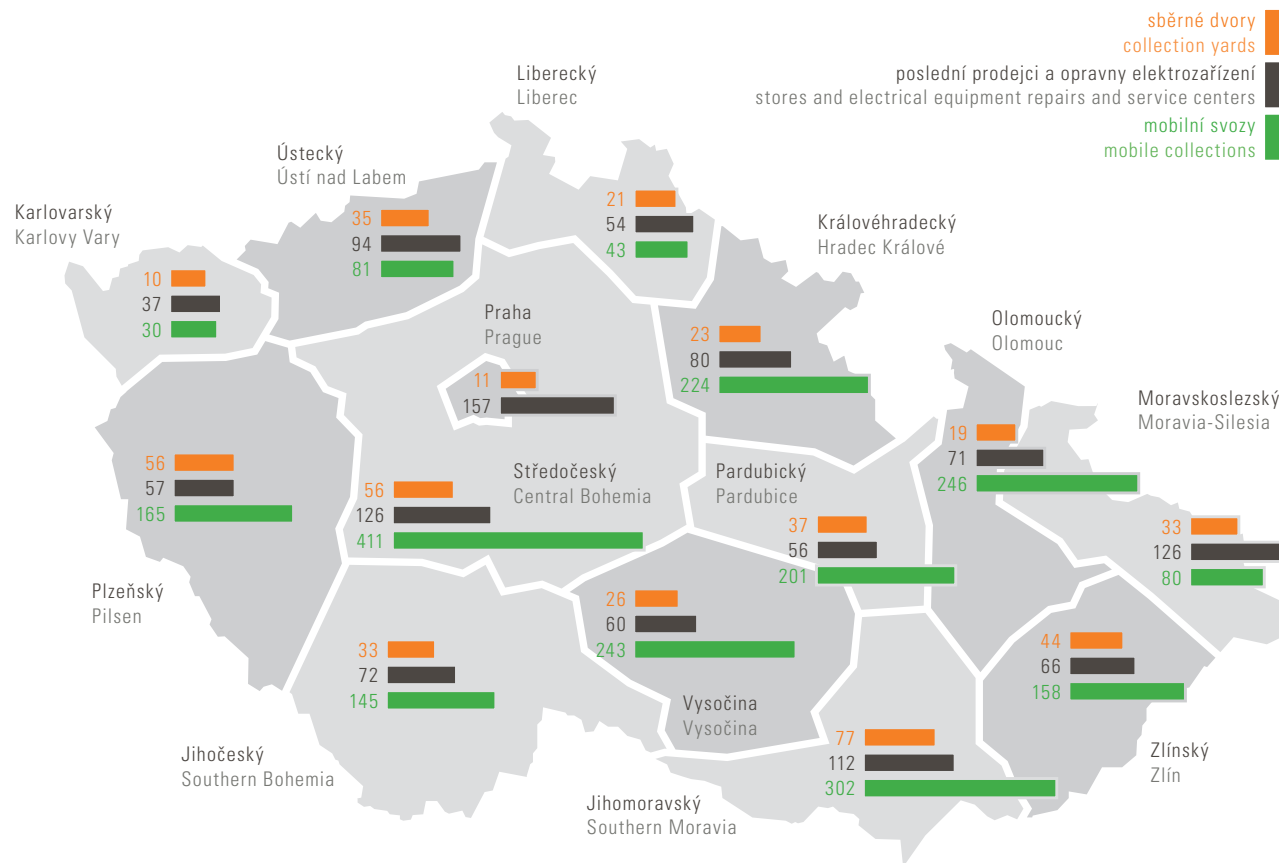 sběrné dvory
collection yards
poslední prodejci a opravny elektrozařízení
stores and electrical equipment repairs and service centers
mobilní svozy
mobile collections
Liberecký
Liberec
21
54
43
Ústecký
Ústí nad Labem
35
94
81
Karlovarský
Karlovy Vary
10
37
30
Královéhradecký
Hradec Králové
23
80
224
Praha
Prague
11
157
Olomoucký
Olomouc
19
71
246
Moravskoslezský
Moravia-Silesia
33
126
80
56
57
165
Plzeňský
Pilsen
Středočeský
Central Bohemia
56
126
411
Pardubický
Pardubice
37
56
201
26
60
243
Vysočina
Vysočina
33
72
145
Jihočeský
Southern Bohemia
44
66
158
Zlínský
Zlín
77
112
302
Jihomoravský
Southern Moravia